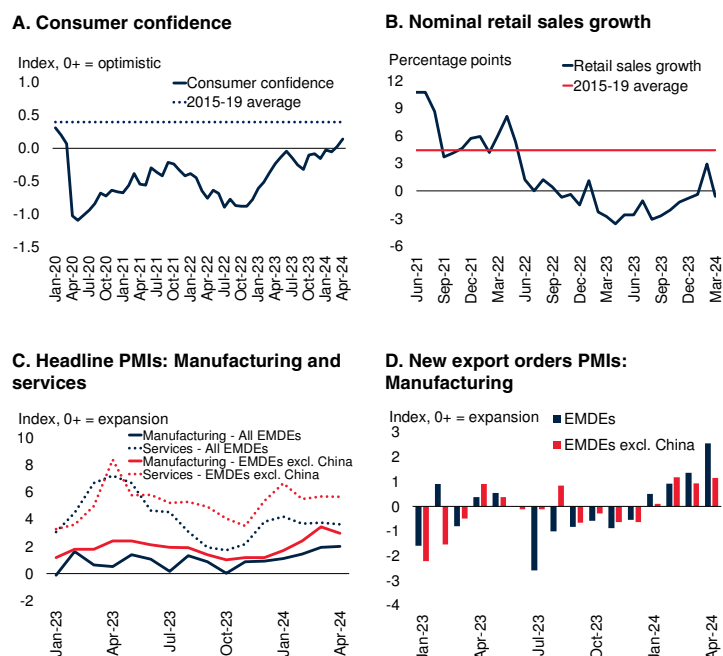 A. Consumer confidence
Index, 0+ = optimistic
Consumer confidence
2015-19 average
1.0
0.5
0.0
-0.5
-1.0
-1.5
Jan-20
Apr-20
Jul-20
Oct-20
Jan-21
Apr-21
Jul-21
Oct-21
Jan-22
Apr-22
Jul-22
Oct-22
Jan-23
Apr-23
Jul-23
Oct-23
Jan-24
Apr-24
B. Nominal retail sales growth
Percentage points
Retail sales growth
2015-19 average
12
9
6
3
0
-3
-6
Jun-21
Sep-21
Dec-21
Mar-22
Jun-22
Sep-22
Dec-22
Mar-23
Jun-23
Sep-23
Dec-23
Mar-24
C. Headline PMIs: Manufacturing and
services
Index, 0+ = expansion
Manufacturing - All EMDEs
Services - All EMDEs
Manufacturing - EMDEs excl. China
Services - EMDEs excl. China
10
8
6
4
2
0
-2
Jan-23
Apr-23
Jul-23
Oct-23
Jan-24
Apr-24
D. New export orders PMIs:
Manufacturing
Index, 0+ = expansion
EMDEs
EMDEs excl. China
3
2
1
0
-1
-2
-3
-4
Jan-23
Apr-23
Jul-23
Oct-23
Jan-24
Apr-24